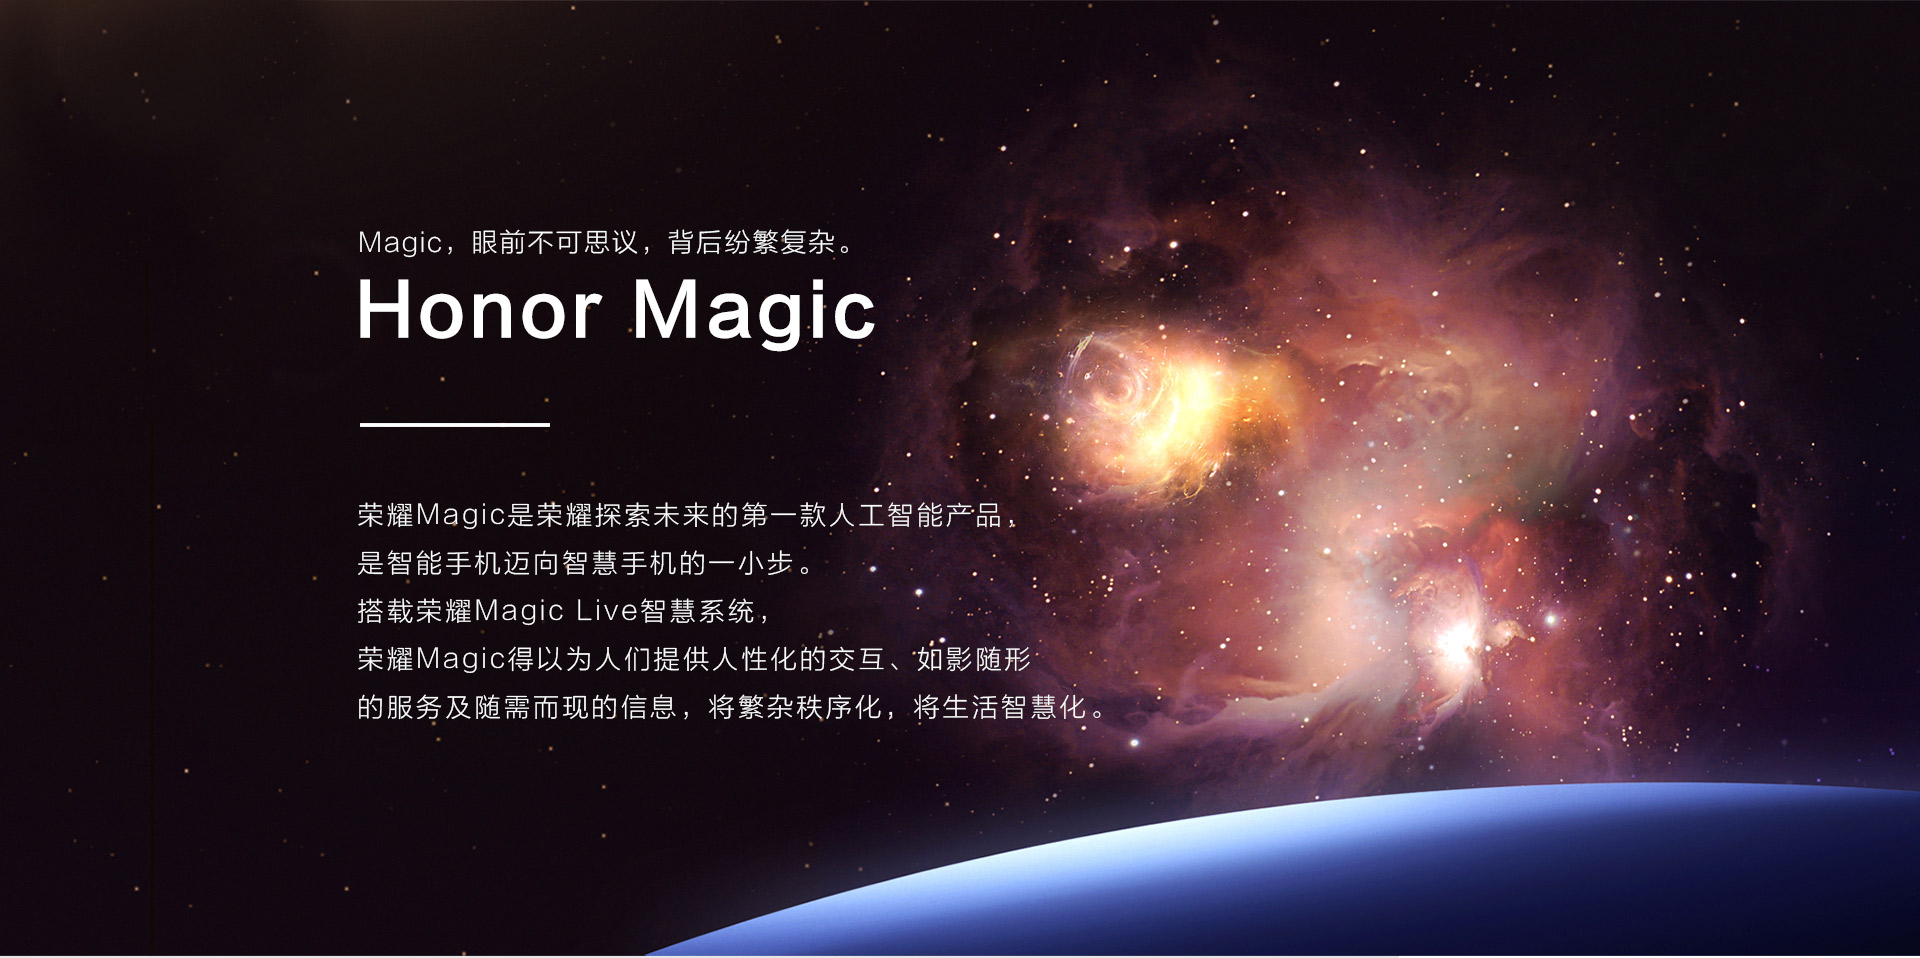 Magic，眼前不可思议，背后纷繁复杂。
Honor Magic
荣耀Magic是荣耀探索未来的第一款人工智能产品，
是智能手机迈向智慧手机的一小步。
搭载荣耀Magic Live智慧系统，
荣耀Magic得以为人们提供人性化的交互、如影随形
的服务及随需而现的信息，将繁杂秩序化，将生活智慧化。